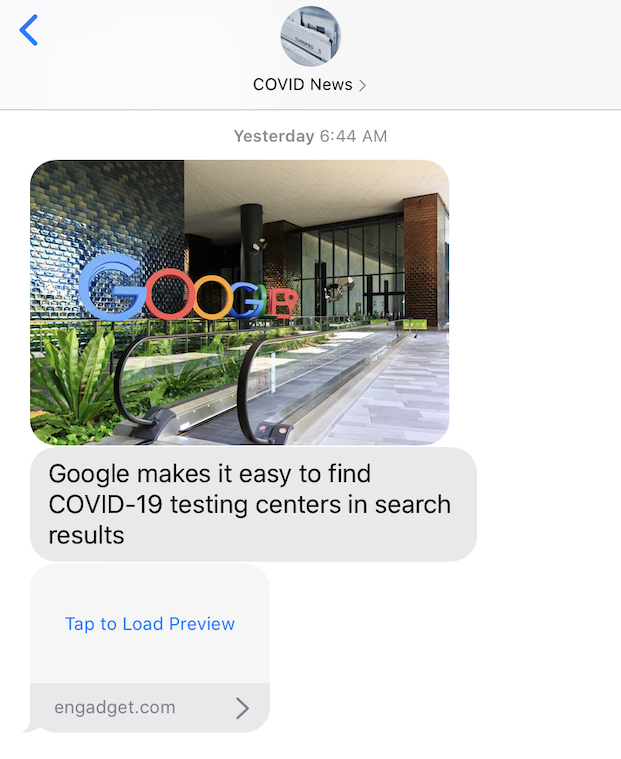 COVID News
Yesterday 6:44 AM
Google
Google makes it easy to find
COVID-19 testing centers in search
results
Tap to Load Preview
engadget.com